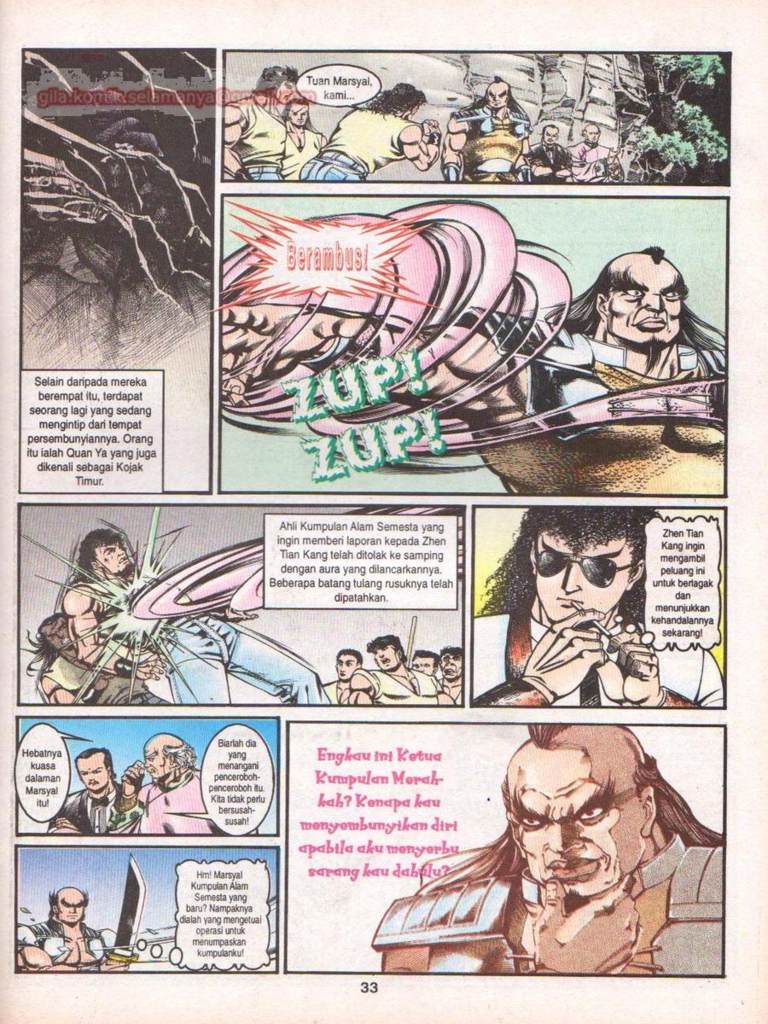 gila.komik.selamanya@gmail.com
Selain daripada mereka
berempat itu, terdapat
seorang lagi yang sedang
mengintip dari tempat
persembunyiannya. Orang
itu ialah Quan Ya yang juga
dikenali sebagai Kojak
Timur.
Tuan Marsyal,
kami...
Berambus!
ZUP!
ZUP!
Ahli Kumpulan Alam Semesta yang
ingin memberi laporan kepada Zhen
Tian Kang telah ditolak ke samping
dengan aura yang dilancarkannya.
Beberapa batang tulang rusuknya telah
dipatahkan.
Zhen Tian
Kang ingin
mengambil
peluang ini
untuk berlagak
dan
menunjukkan
kehandalannya
sekarang!
Hebatnya
kuasa
dalaman
Marsyal
itu!
Biarlah dia
yang
menangani
penceroboh-
penceroboh itu.
Kita tidak perlu
bersusah-
susah!
Hm! Marsyal
Kumpulan Alam
Semesta yang
baru? Nampaknya
dialah yang mengetuai
operasi untuk
menumpaskan
kumpulanku!
Engkau ini Ketua
Kumpulan Merah-
kah? Kenapa kau
menyembunyikan diri
apabila aku menyerbu
sarang kau dahulu?
33